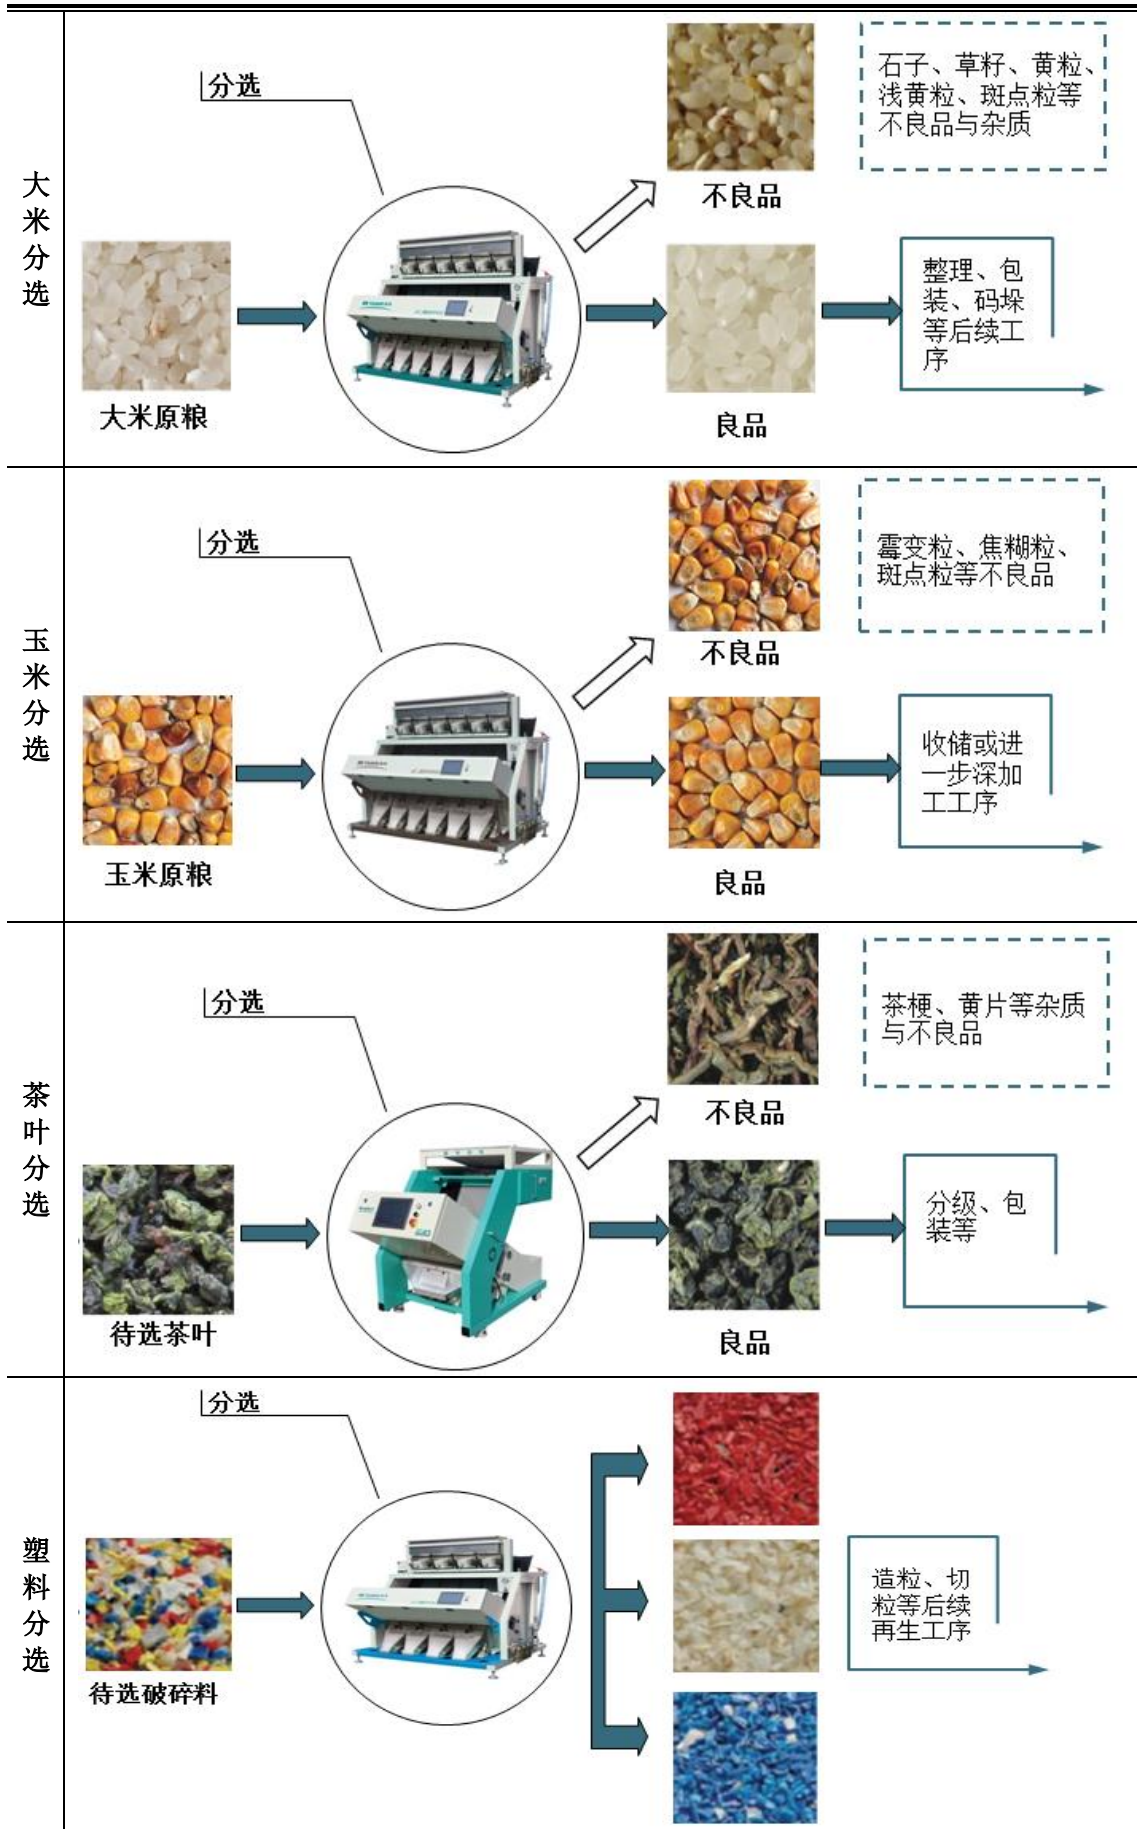 大米分选
分选
不良品
石子、草籽、黄粒、
浅黄粒、斑点粒等
不良品与杂质
大米原粮
良品
整理、包
装、码垛
等后续工
序
玉米分选
分选
不良品
霉变粒、焦糊粒、
斑点粒等不良品
玉米原粮
良品
收储或进
一步深加
工工序
茶叶分选
分选
不良品
茶梗、黄片等杂质
与不良品
待选茶叶
良品
分级、包
装等
塑料分选
分选
待选破碎料
造粒、切
粒等后续
再生工序